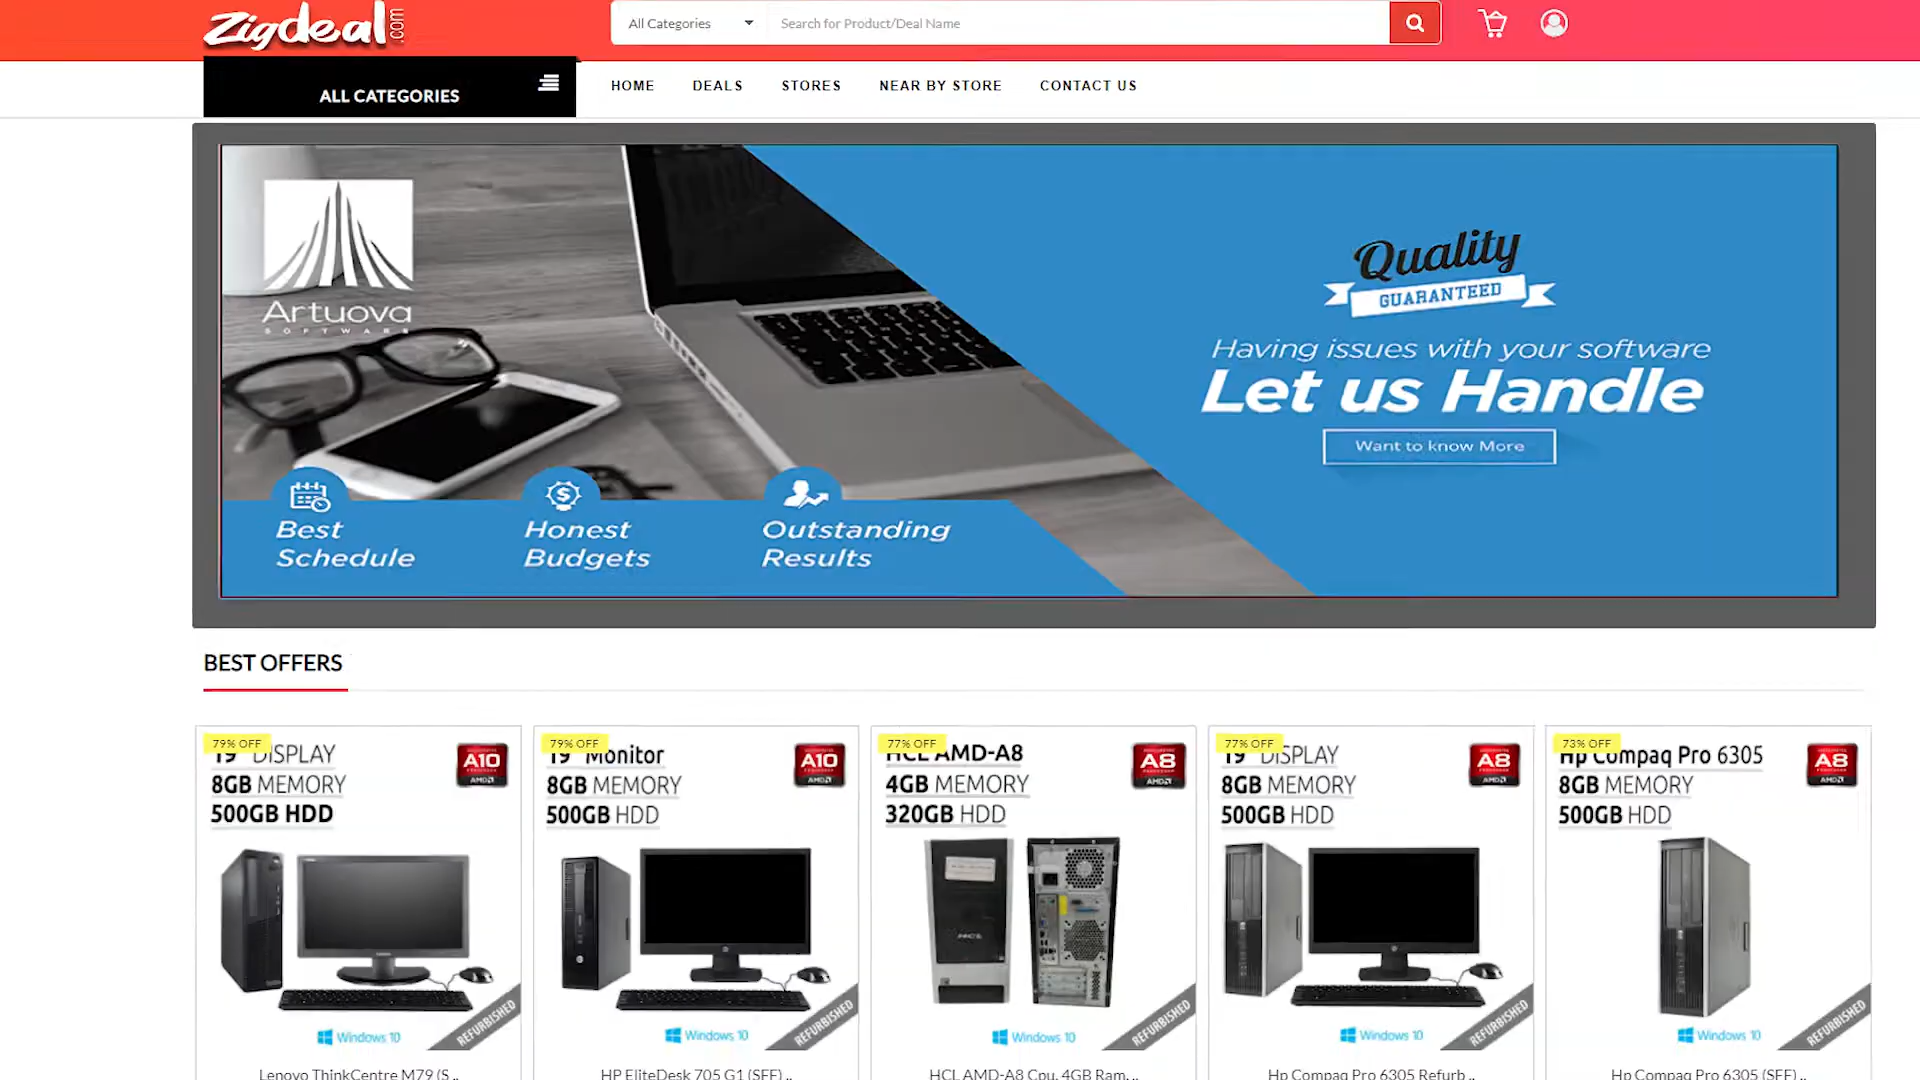 Zigdeal.com
All Categories
Search for Product/Deal Name
ALL CATEGORIES
HOME
DEALS
STORES
NEAR BY STORE
CONTACT US
Artuova
SOFTWARE
Quality
GUARANTEED
Having issues with your software
Let us Handle
Want to know More
Best
Schedule
Honest
Budgets
Outstanding
Results
BEST OFFERS
79% OFF
19" DISPLAY
8GB MEMORY
500GB HDD
A10
AMD
Windows 10
REFURBISHED
Lenovo ThinkCentre M79 (S ..
79% OFF
19" Monitor
8GB MEMORY
500GB HDD
A10
AMD
Windows 10
REFURBISHED
HP EliteDesk 705 G1 (SFF) ..
77% OFF
HCL AMD-A8
4GB MEMORY
320GB HDD
A8
AMD
Windows 10
REFURBISHED
HCL AMD-A8 Cpu, 4GB Ram, ..
77% OFF
19" DISPLAY
8GB MEMORY
500GB HDD
A8
AMD
Windows 10
REFURBISHED
Hp Compaq Pro 6305 Refurb ..
73% OFF
Hp Compaq Pro 6305
8GB MEMORY
500GB HDD
A8
AMD
Windows 10
REFURBISHED
Hp Compaq Pro 6305 (SFF) ..